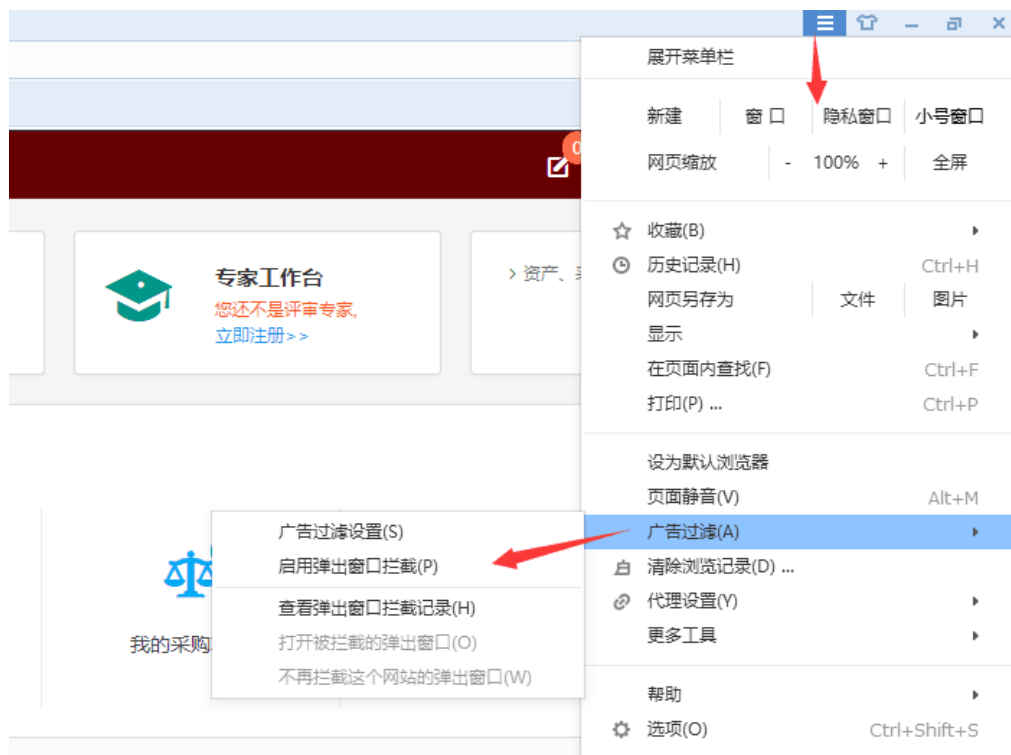 展开菜单栏
新建 窗口 隐私窗口 小号窗口
网页缩放 - 100% + 全屏
专家工作台
您还不是评审专家,
立即注册>>
资产、
收藏(B)
历史记录(H) Ctrl+H
网页另存为 文件 图片
显示
在页面内查找(F) Ctrl+F
打印(P) ... Ctrl+P
设为默认浏览器
页面静音(V) Alt+M
广告过滤(A)
清除浏览记录(D) ...
代理设置(Y)
更多工具
帮助
选项(O) Ctrl+Shift+S
广告过滤设置(S)
启用弹出窗口拦截(P)
查看弹出窗口拦截记录(H)
打开被拦截的弹出窗口(O)
不再拦截这个网站的弹出窗口(W)
我的采购